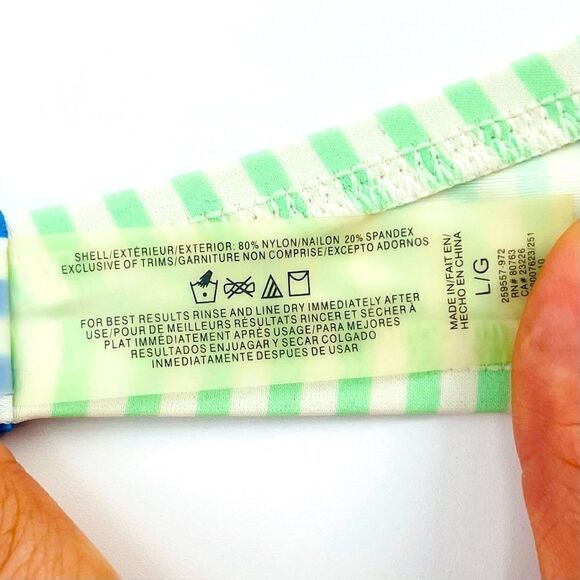 SHELL/EXTÉRIEUR/EXTERIOR: 80% NYLON/NAILON 20% SPANDEX
EXCLUSIVE OF TRIMS/GARNITURE NON COMPRISE/EXCEPTO ADORNOS
FOR BEST RESULTS RINSE AND LINE DRY IMMEDIATELY AFTER
USE/POUR DE MEILLEURS RÉSULTATS RINCER ET SÉCHER À
PLAT IMMÉDIATEMENT APRÈS USAGE/PARA MEJORES
RESULTADOS ENJUAGAR Y SECAR COLGADO
INMEDIATAMENTE DESPUES DE USAR
MADE IN/FAIT EN/
HECHO EN CHINA
L/G
259557-972
RN# 80763
CA# 23226